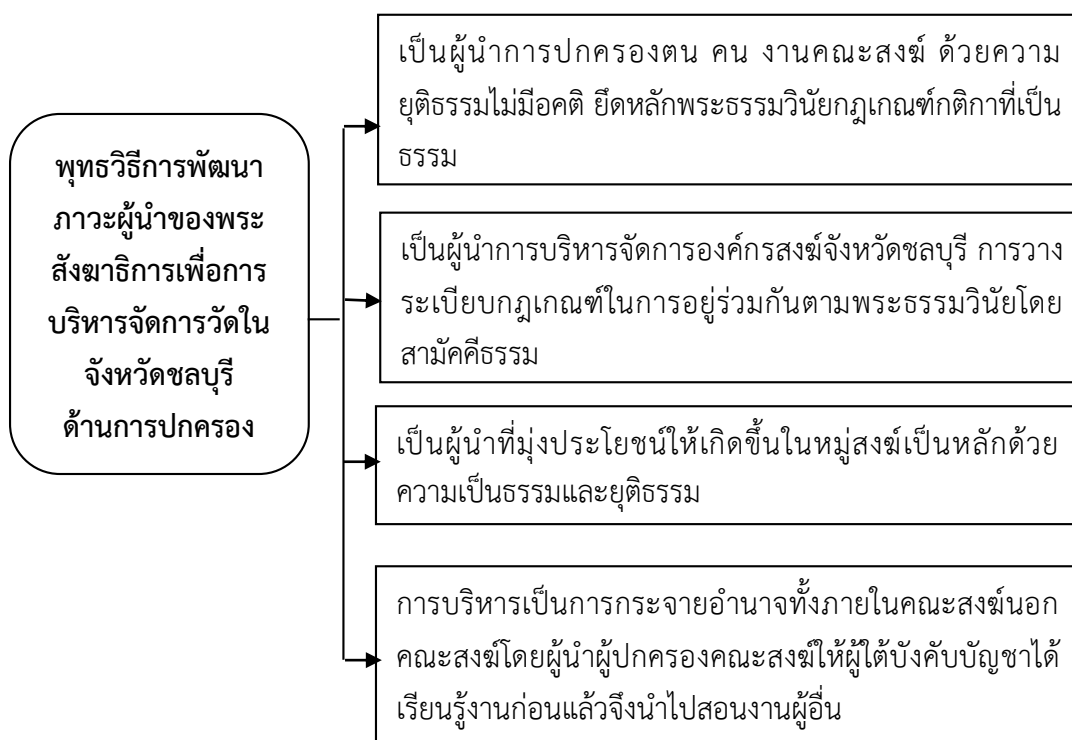 พุทธวิธีการพัฒนา
ภาวะผู้นำของพระ
สังฆาธิการเพื่อการ
บริหารจัดการวัดใน
จังหวัดชลบุรี
ด้านการปกครอง
เป็นผู้นำการปกครองตน คน งานคณะสงฆ์ ด้วยความ
ยุติธรรมไม่มีอคติ ยึดหลักพระธรรมวินัยกฎเกณฑ์กติกาที่เป็น
ธรรม
เป็นผู้นำการบริหารจัดการองค์กรสงฆ์จังหวัดชลบุรี การวาง
ระเบียบกฎเกณฑ์ในการอยู่ร่วมกันตามพระธรรมวินัยโดย
สามัคคีธรรม
เป็นผู้นำที่มุ่งประโยชน์ให้เกิดขึ้นในหมู่สงฆ์เป็นหลักด้วย
ความเป็นธรรมและยุติธรรม
การบริหารเป็นการกระจายอำนาจทั้งภายในคณะสงฆ์นอก
คณะสงฆ์โดยผู้นำผู้ปกครองคณะสงฆ์ให้ผู้ใต้บังคับบัญชาได้
เรียนรู้งานก่อนแล้วจึงนำไปสอนงานผู้อื่น